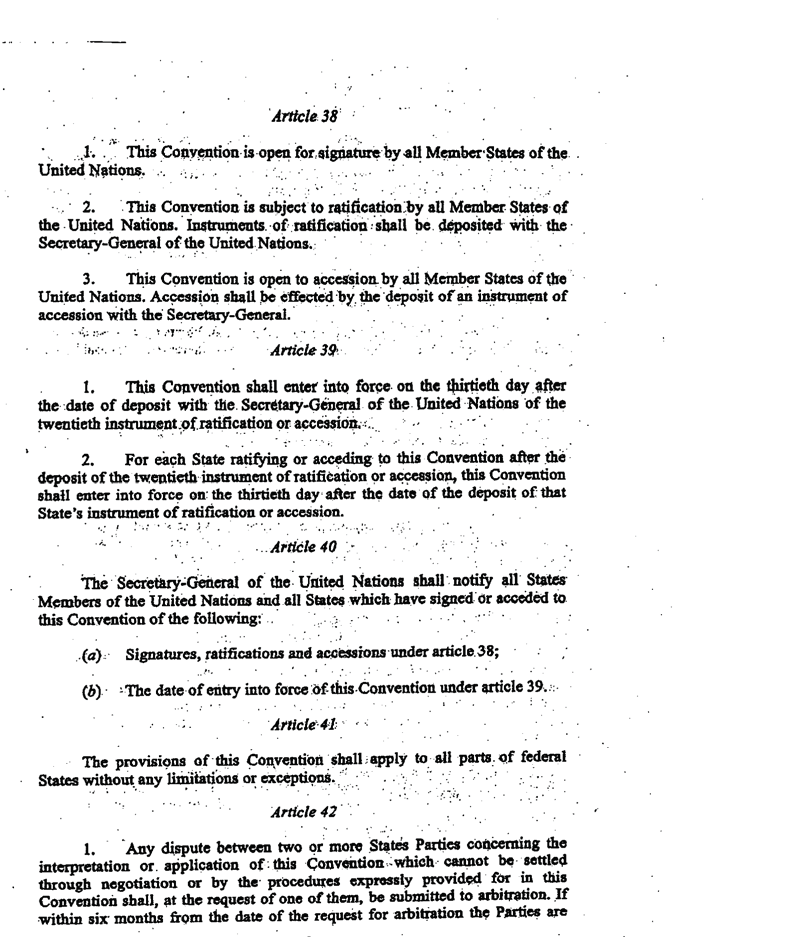 Article 38
1. This Convention is open for signature by all Member States of the
United Nations.
2. This Convention is subject to ratification by all Member States of
the United Nations. Instruments of ratification shall be deposited with the
Secretary-General of the United Nations.
3. This Convention is open to accession by all Member States of the
United Nations. Accession shall be effected by the deposit of an instrument of
accession with the Secretary-General.
Article 39
1. This Convention shall enter into force on the thirtieth day after
the date of deposit with the Secretary-General of the United Nations of the
twentieth instrument of ratification or accession.
2. For each State ratifying or acceding to this Convention after the
deposit of the twentieth instrument of ratification or accession, this Convention
shall enter into force on the thirtieth day after the date of the deposit of that
State's instrument of ratification or accession.
Article 40
The Secretary-General of the United Nations shall notify all States
Members of the United Nations and all States which have signed or acceded to
this Convention of the following:
(a) Signatures, ratifications and accessions under article 38;
(b) The date of entry into force of this Convention under article 39.
Article 41
The provisions of this Convention shall apply to all parts of federal
States without any limitations or exceptions.
Article 42
1. Any dispute between two or more States Parties concerning the
interpretation or application of this Convention which cannot be settled
through negotiation or by the procedures expressly provided for in this
Convention shall, at the request of one of them, be submitted to arbitration. If
within six months from the date of the request for arbitration the Parties are